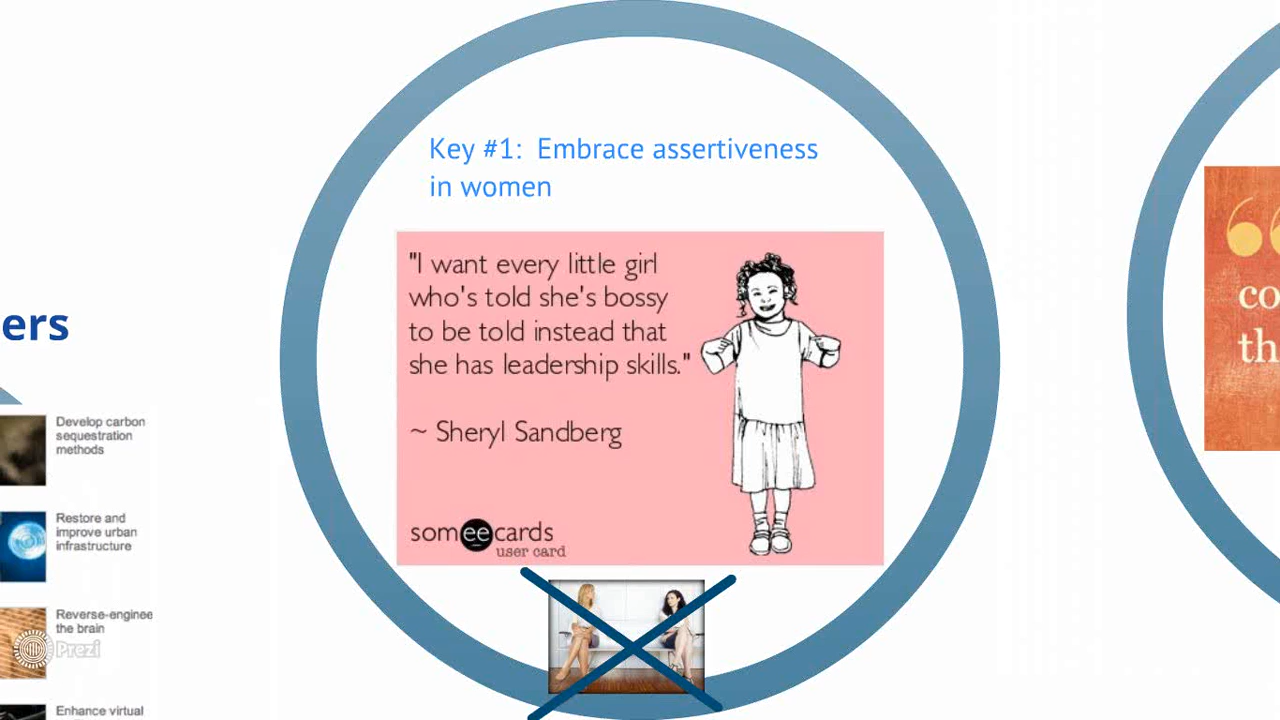 Key #1:  Embrace assertiveness
in women
"I want every little girl
who's told she's bossy
to be told instead that
she has leadership skills."
~ Sheryl Sandberg
someecards
user card
ers
Develop carbon
sequestration
methods
Restore and
improve urban
infrastructure
Reverse-enginee
the brain
Prezi
Enhance virtual
“
co
th